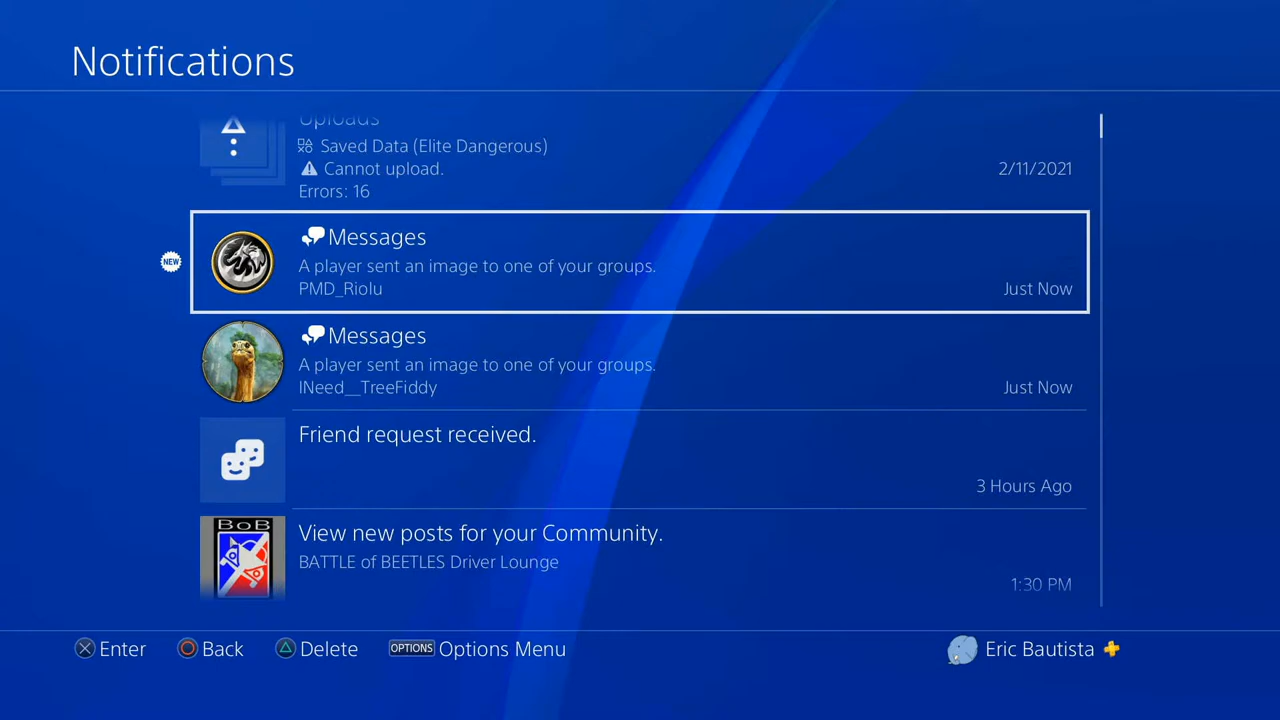 Notifications
Uploads
Saved Data (Elite Dangerous)
Cannot upload.
2/11/2021
Errors: 16
NEW
Messages
A player sent an image to one of your groups.
PMD_Riolu
Just Now
Messages
A player sent an image to one of your groups.
INeed__TreeFiddy
Just Now
Friend request received.
3 Hours Ago
BoB
View new posts for your Community.
BATTLE of BEETLES Driver Lounge
1:30 PM
Enter
Back
Delete
OPTIONS Options Menu
Eric Bautista